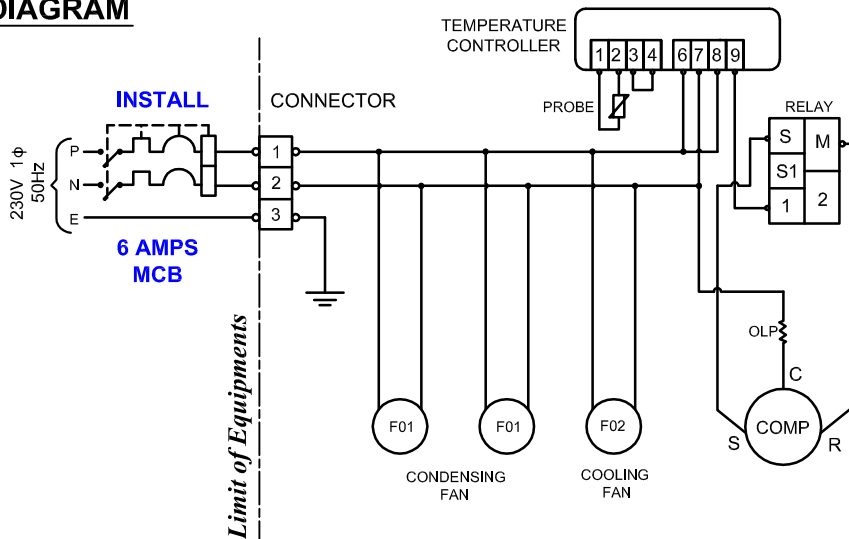 DIAGRAM
TEMPERATURE
CONTROLLER
1 2 3 4 6 7 8 9
INSTALL
CONNECTOR
PROBE
RELAY
230V 1ϕ
50Hz
P
N
E
1
2
3
S
S1
1
M
2
6 AMPS
MCB
Limit of Equipments
OLP
C
F01
F01
F02
COMP
S
R
CONDENSING
FAN
COOLING
FAN